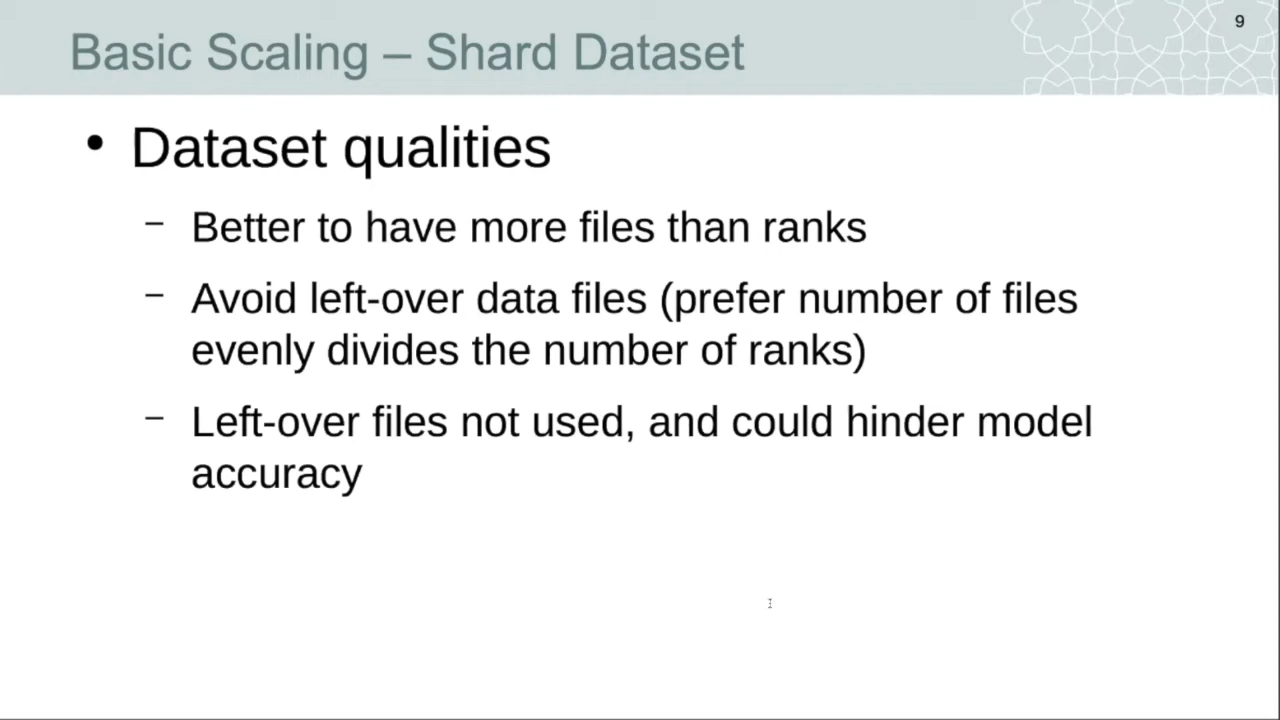 9
Basic Scaling – Shard Dataset
• Dataset qualities
– Better to have more files than ranks
– Avoid left-over data files (prefer number of files
evenly divides the number of ranks)
– Left-over files not used, and could hinder model
accuracy